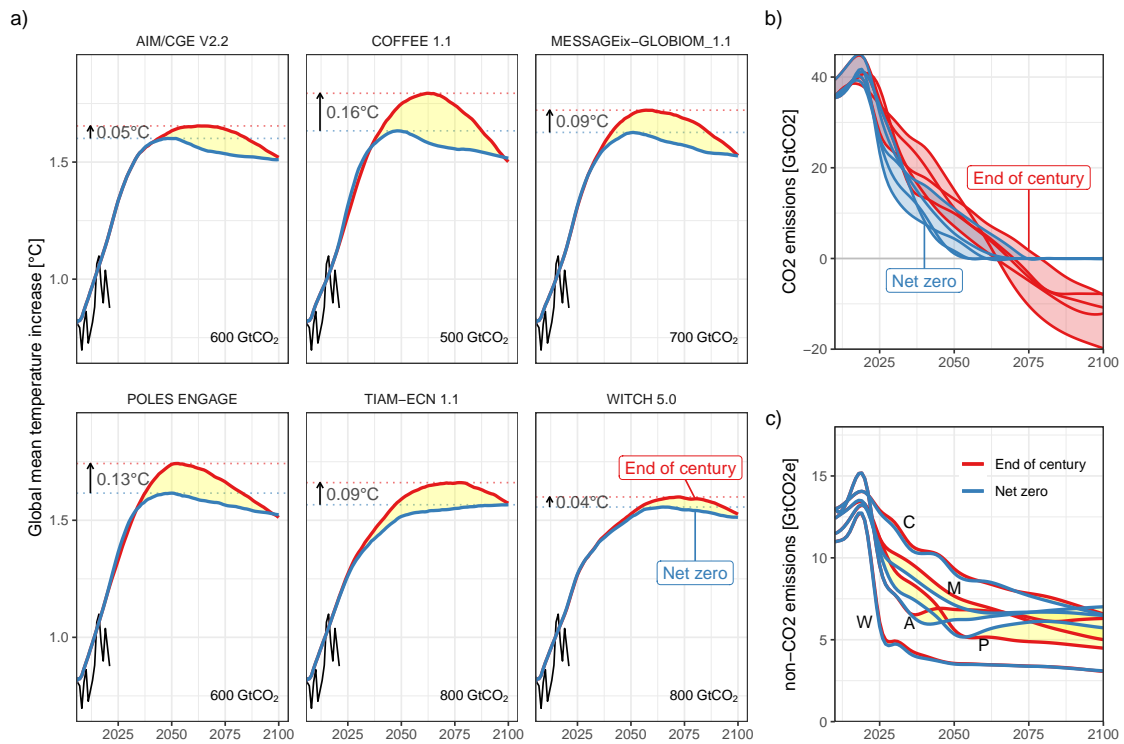 a)
AIM/CGE V2.2
COFFEE 1.1
MESSAGEix−GLOBIOM_1.1
Global mean temperature increase [°C]
1.5
1.0
0.05°C
600 GtCO2
0.16°C
500 GtCO2
0.09°C
700 GtCO2
POLES ENGAGE
TIAM−ECN 1.1
WITCH 5.0
1.5
1.0
0.13°C
600 GtCO2
0.09°C
800 GtCO2
0.04°C
End of century
Net zero
800 GtCO2
2025 2050 2075 2100
2025 2050 2075 2100
2025 2050 2075 2100
b)
CO2 emissions [GtCO2]
40
20
0
−20
End of century
Net zero
2025 2050 2075 2100
c)
non−CO2 emissions [GtCO2e]
15
10
5
0
End of century
Net zero
C
M
W
A
P
2025 2050 2075 2100